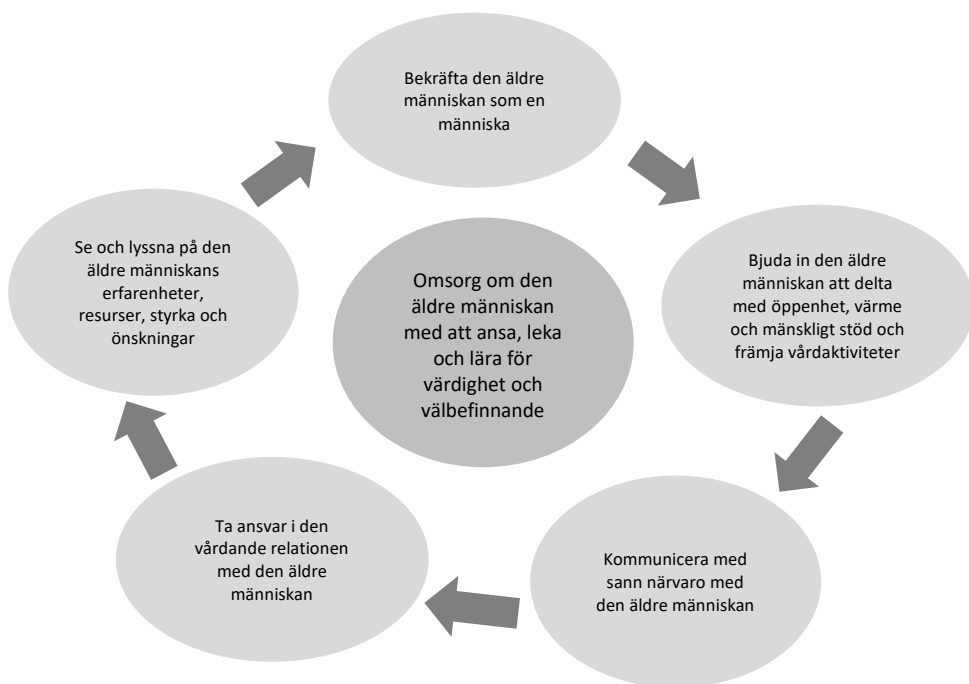 Bekräfta den äldre
människan som en
människa
Bjuda in den äldre
människan att delta
med öppenhet, värme
och mänskligt stöd och
främja vårdaktiviteter
Kommunicera med
sann närvaro med
den äldre människan
Ta ansvar i den
vårdande relationen
med den äldre
människan
Se och lyssna på den
äldre människans
erfarenheter,
resurser, styrka och
önskningar
Omsorg om den
äldre människan
med att ansa, leka
och lära för
värdighet och
välbefinnande